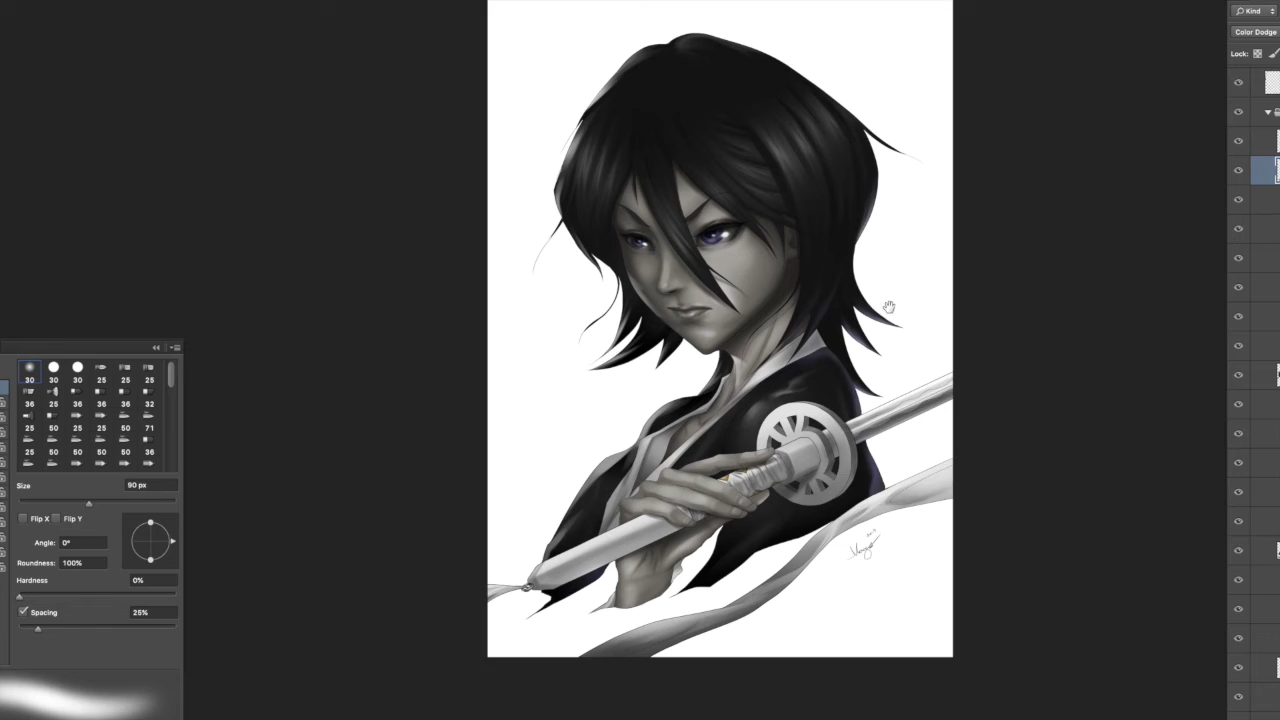 Kind
Color Dodge
Lock:
30 30 30 25 25 25
36 25 36 36 36 32
25 50 25 25 50 71
25 50 25 25 50 36
Size 90 px
Flip X Flip Y
Angle: 0°
Roundness: 100%
Hardness 0%
Spacing 25%